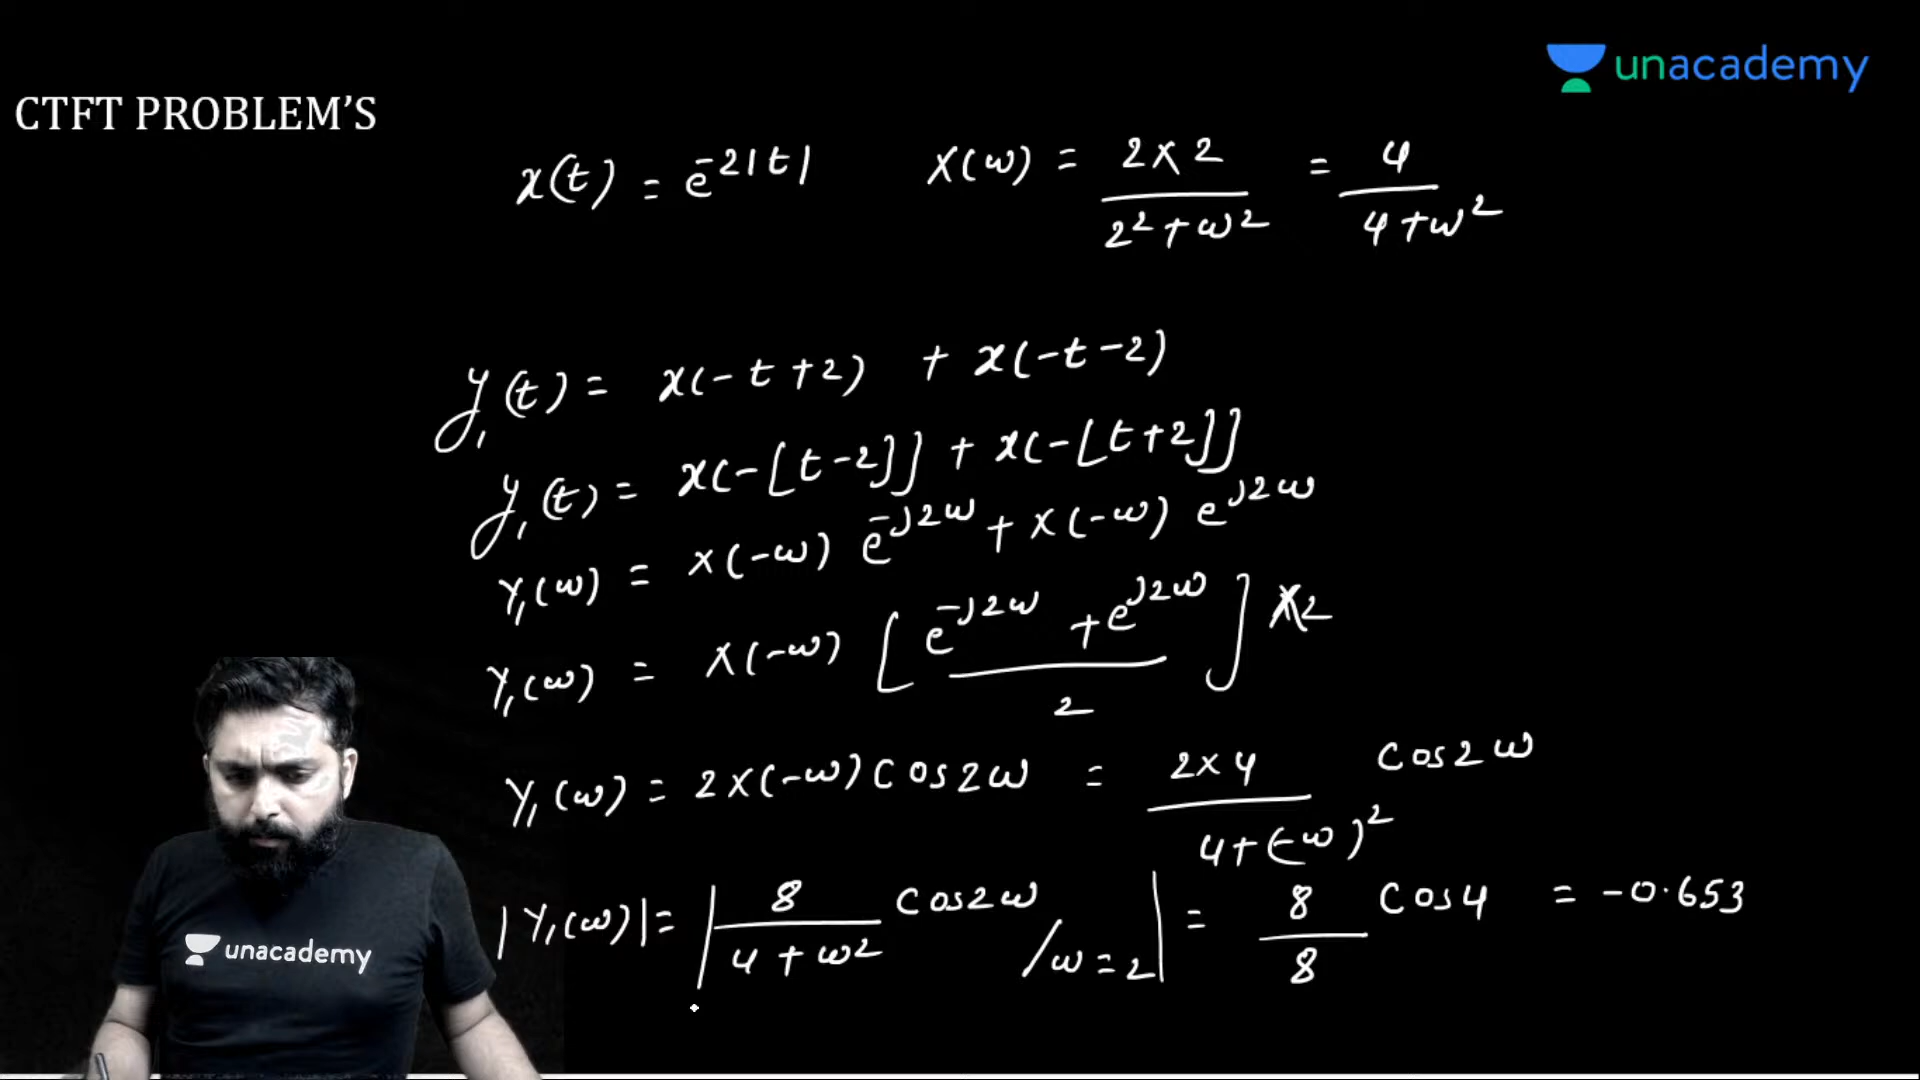 unacademy
CTFT PROBLEM'S
x(t) = e^-2|t|    X(ω) = 2×2 / 2²+ω² = 4 / 4+ω²
y₁(t) = x(-t+2) + x(-t-2)
y₁(t) = x(-[t-2]] + x(-[t+2]]
Y₁(ω) = X(-ω) e^-j2ω + X(-ω) e^j2ω
Y₁(ω) = X(-ω) [ e^-j2ω + e^j2ω / 2 ] ×2
Y₁(ω) = 2X(-ω) Cos2ω = 2×4 / 4+(-ω)² Cos2ω
|Y₁(ω)| = | 8 / 4+ω² Cos2ω /ω=2 | = 8/8 Cos4 = -0.653
unacademy